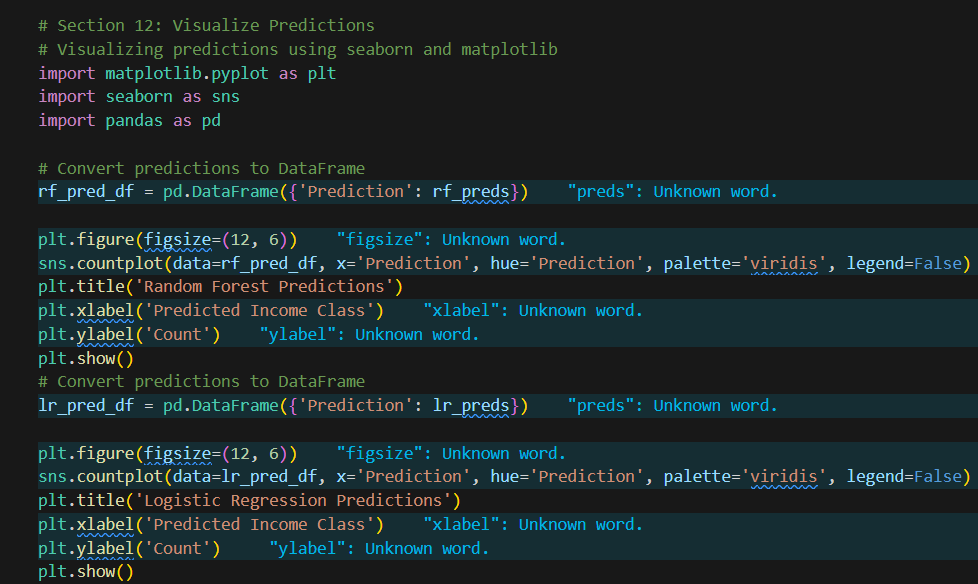 # Section 12: Visualize Predictions
# Visualizing predictions using seaborn and matplotlib
import matplotlib.pyplot as plt
import seaborn as sns
import pandas as pd
# Convert predictions to DataFrame
rf_pred_df = pd.DataFrame({'Prediction': rf_preds})    "preds": Unknown word.
plt.figure(figsize=(12, 6))    "figsize": Unknown word.
sns.countplot(data=rf_pred_df, x='Prediction', hue='Prediction', palette='viridis', legend=False)
plt.title('Random Forest Predictions')
plt.xlabel('Predicted Income Class')    "xlabel": Unknown word.
plt.ylabel('Count')    "ylabel": Unknown word.
plt.show()
# Convert predictions to DataFrame
lr_pred_df = pd.DataFrame({'Prediction': lr_preds})    "preds": Unknown word.
plt.figure(figsize=(12, 6))    "figsize": Unknown word.
sns.countplot(data=lr_pred_df, x='Prediction', hue='Prediction', palette='viridis', legend=False)
plt.title('Logistic Regression Predictions')
plt.xlabel('Predicted Income Class')    "xlabel": Unknown word.
plt.ylabel('Count')     "ylabel": Unknown word.
plt.show()